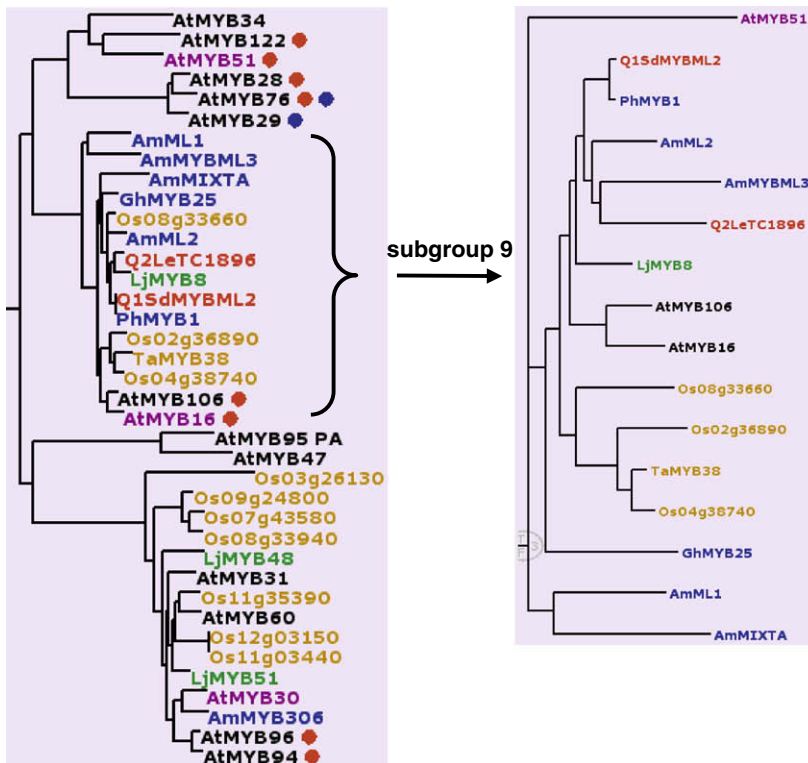 AtMYB34
AtMYB122
AtMYB51
AtMYB28
AtMYB76
AtMYB29
AmML1
AmMYBML3
AmMIXTA
GhMYB25
Os08g33660
AmML2
Q2LeTC1896
LjMYB8
Q1SdMYBML2
PhMYB1
Os02g36890
TaMYB38
Os04g38740
AtMYB106
AtMYB16
AtMYB95 PA
AtMYB47
Os03g26130
Os09g24800
Os07g43580
Os08g33940
LjMYB48
AtMYB31
Os11g35390
AtMYB60
Os12g03150
Os11g03440
LjMYB51
AtMYB30
AmMYB306
AtMYB96
AtMYB94
subgroup 9
AtMYB51
Q1SdMYBML2
PhMYB1
AmML2
AmMYBML3
Q2LeTC1896
LjMYB8
AtMYB106
AtMYB16
Os08g33660
Os02g36890
TaMYB38
Os04g38740
GhMYB25
AmML1
AmMIXTA